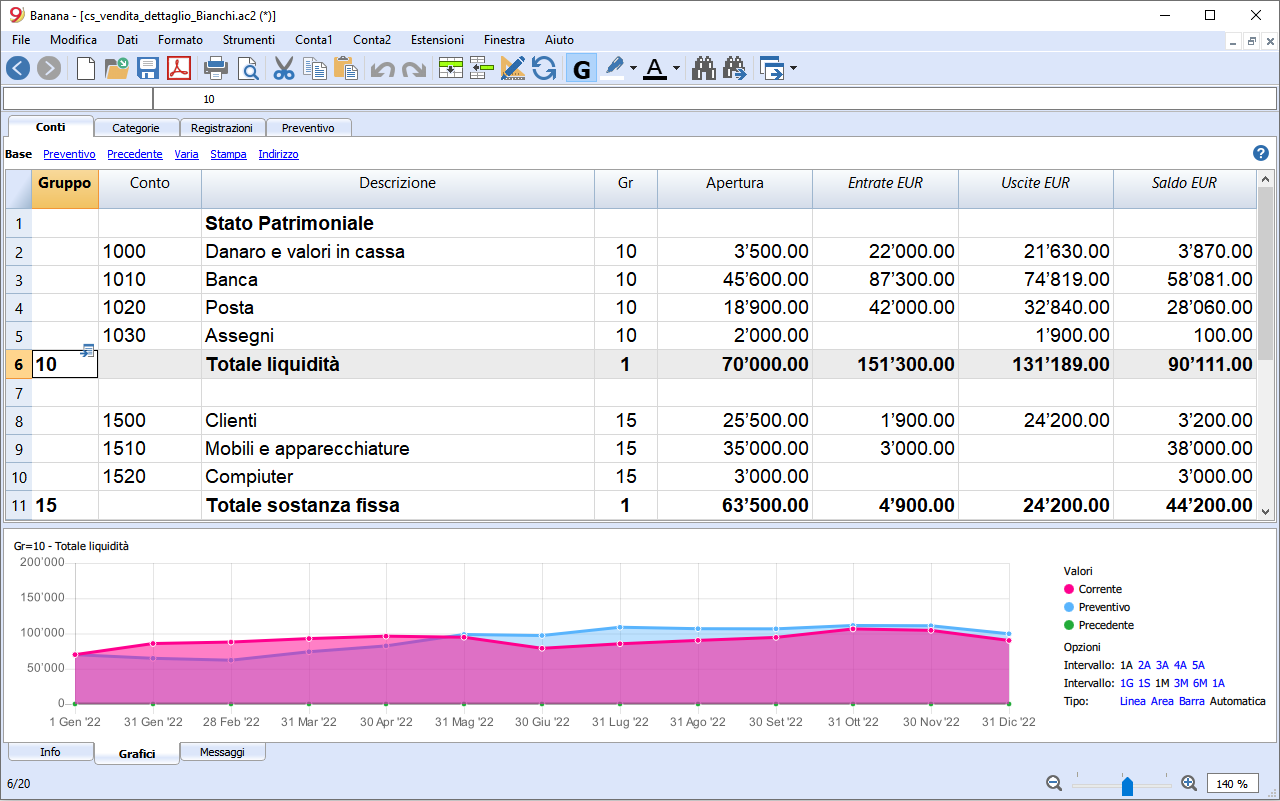 Banana - [cs_vendita_dettaglio_Bianchi.ac2 (*)]
File Modifica Dati Formato Strumenti Conta1 Conta2 Estensioni Finestra Aiuto
G A
10
Conti Categorie Registrazioni Preventivo
Base Preventivo Precedente Varia Stampa Indirizzo ?
Gruppo Conto Descrizione Gr Apertura Entrate EUR Uscite EUR Saldo EUR
1 Stato Patrimoniale
2 1000 Danaro e valori in cassa 10 3’500.00 22’000.00 21’630.00 3’870.00
3 1010 Banca 10 45’600.00 87’300.00 74’819.00 58’081.00
4 1020 Posta 10 18’900.00 42’000.00 32’840.00 28’060.00
5 1030 Assegni 10 2’000.00 1’900.00 100.00
6 10 Totale liquidità 1 70’000.00 151’300.00 131’189.00 90’111.00
7
8 1500 Clienti 15 25’500.00 1’900.00 24’200.00 3’200.00
9 1510 Mobili e apparecchiature 15 35’000.00 3’000.00 38’000.00
10 1520 Compiuter 15 3’000.00 3’000.00
11 15 Totale sostanza fissa 1 63’500.00 4’900.00 24’200.00 44’200.00
Gr=10 - Totale liquidità
200'000
150'000
100'000
50'000
0
1 Gen '22 31 Gen '22 28 Feb '22 31 Mar '22 30 Apr '22 31 Mag '22 30 Giu '22 31 Lug '22 31 Ago '22 30 Set '22 31 Ott '22 30 Nov '22 31 Dic '22
Valori
Corrente
Preventivo
Precedente
Opzioni
Intervallo: 1A 2A 3A 4A 5A
Intervallo: 1G 1S 1M 3M 6M 1A
Tipo: Linea Area Barra Automatica
Info Grafici Messaggi
6/20
140 %